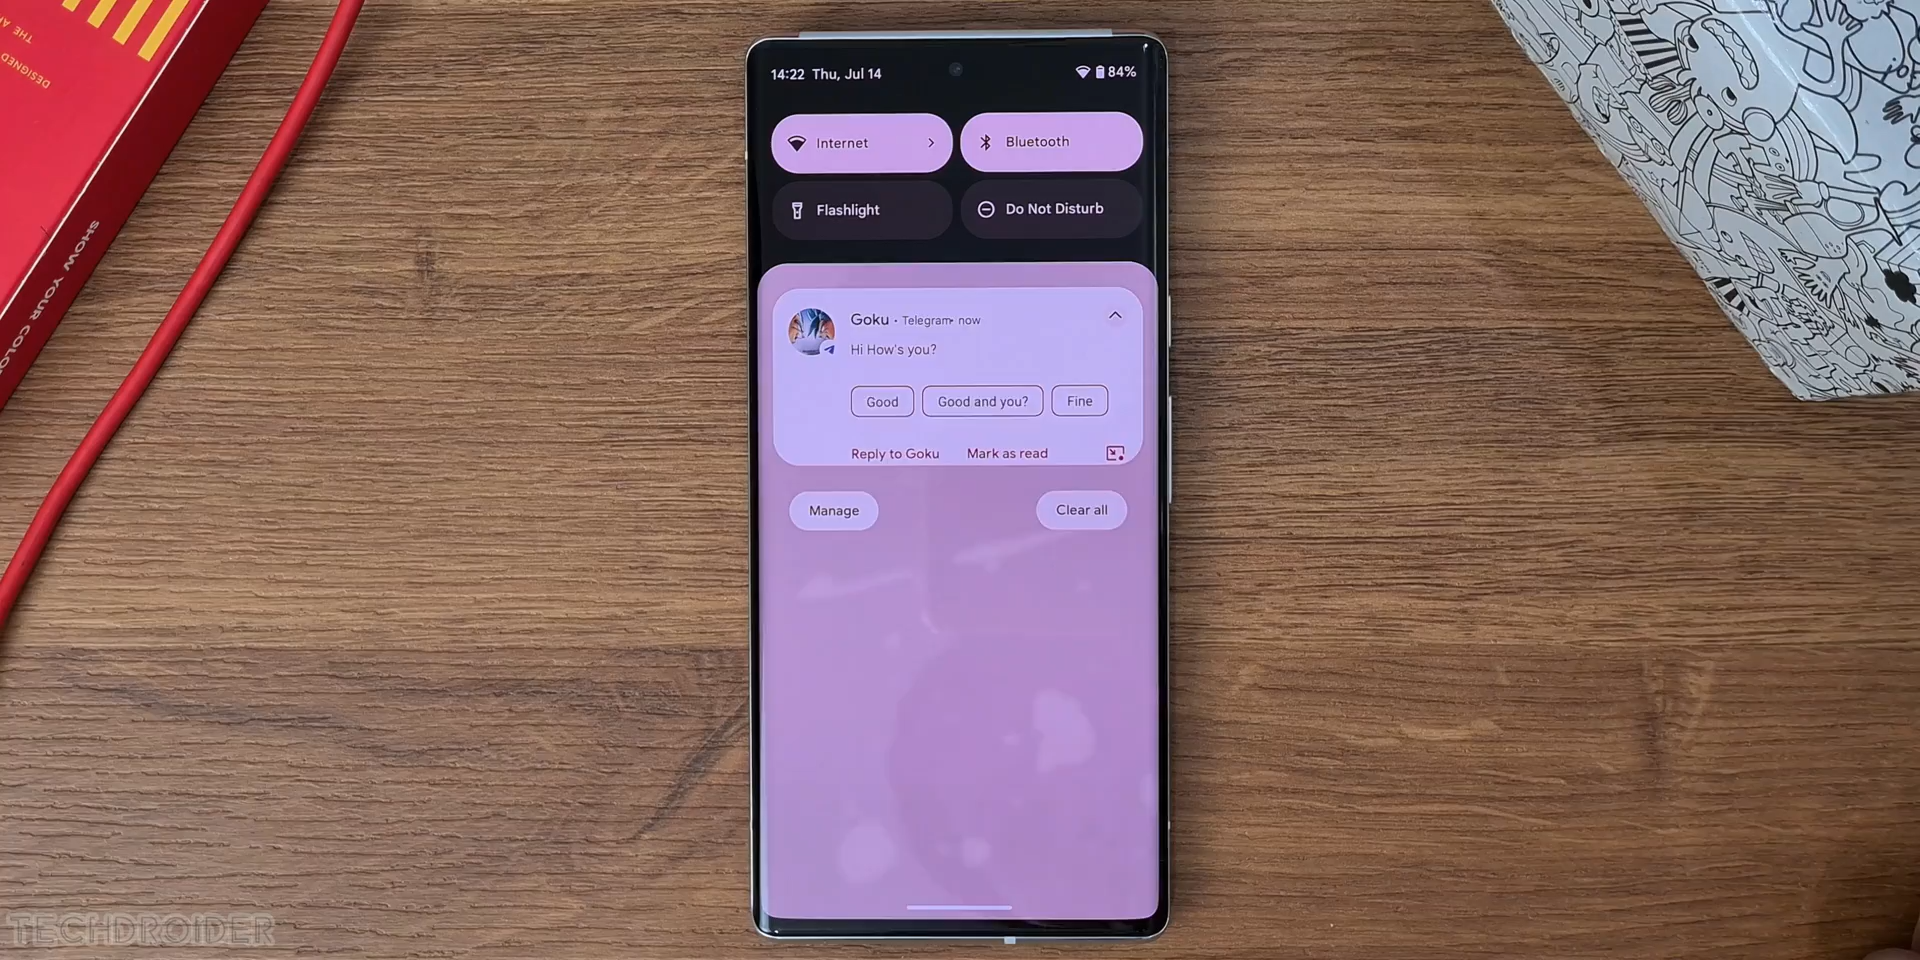 DESIGNED
THE
SHOW YOUR COLOR
14:22 Thu, Jul 14
84%
Internet
Bluetooth
Flashlight
Do Not Disturb
Goku · Telegram · now
Hi How's you?
Good
Good and you?
Fine
Reply to Goku
Mark as read
Manage
Clear all
TECHDROIDER